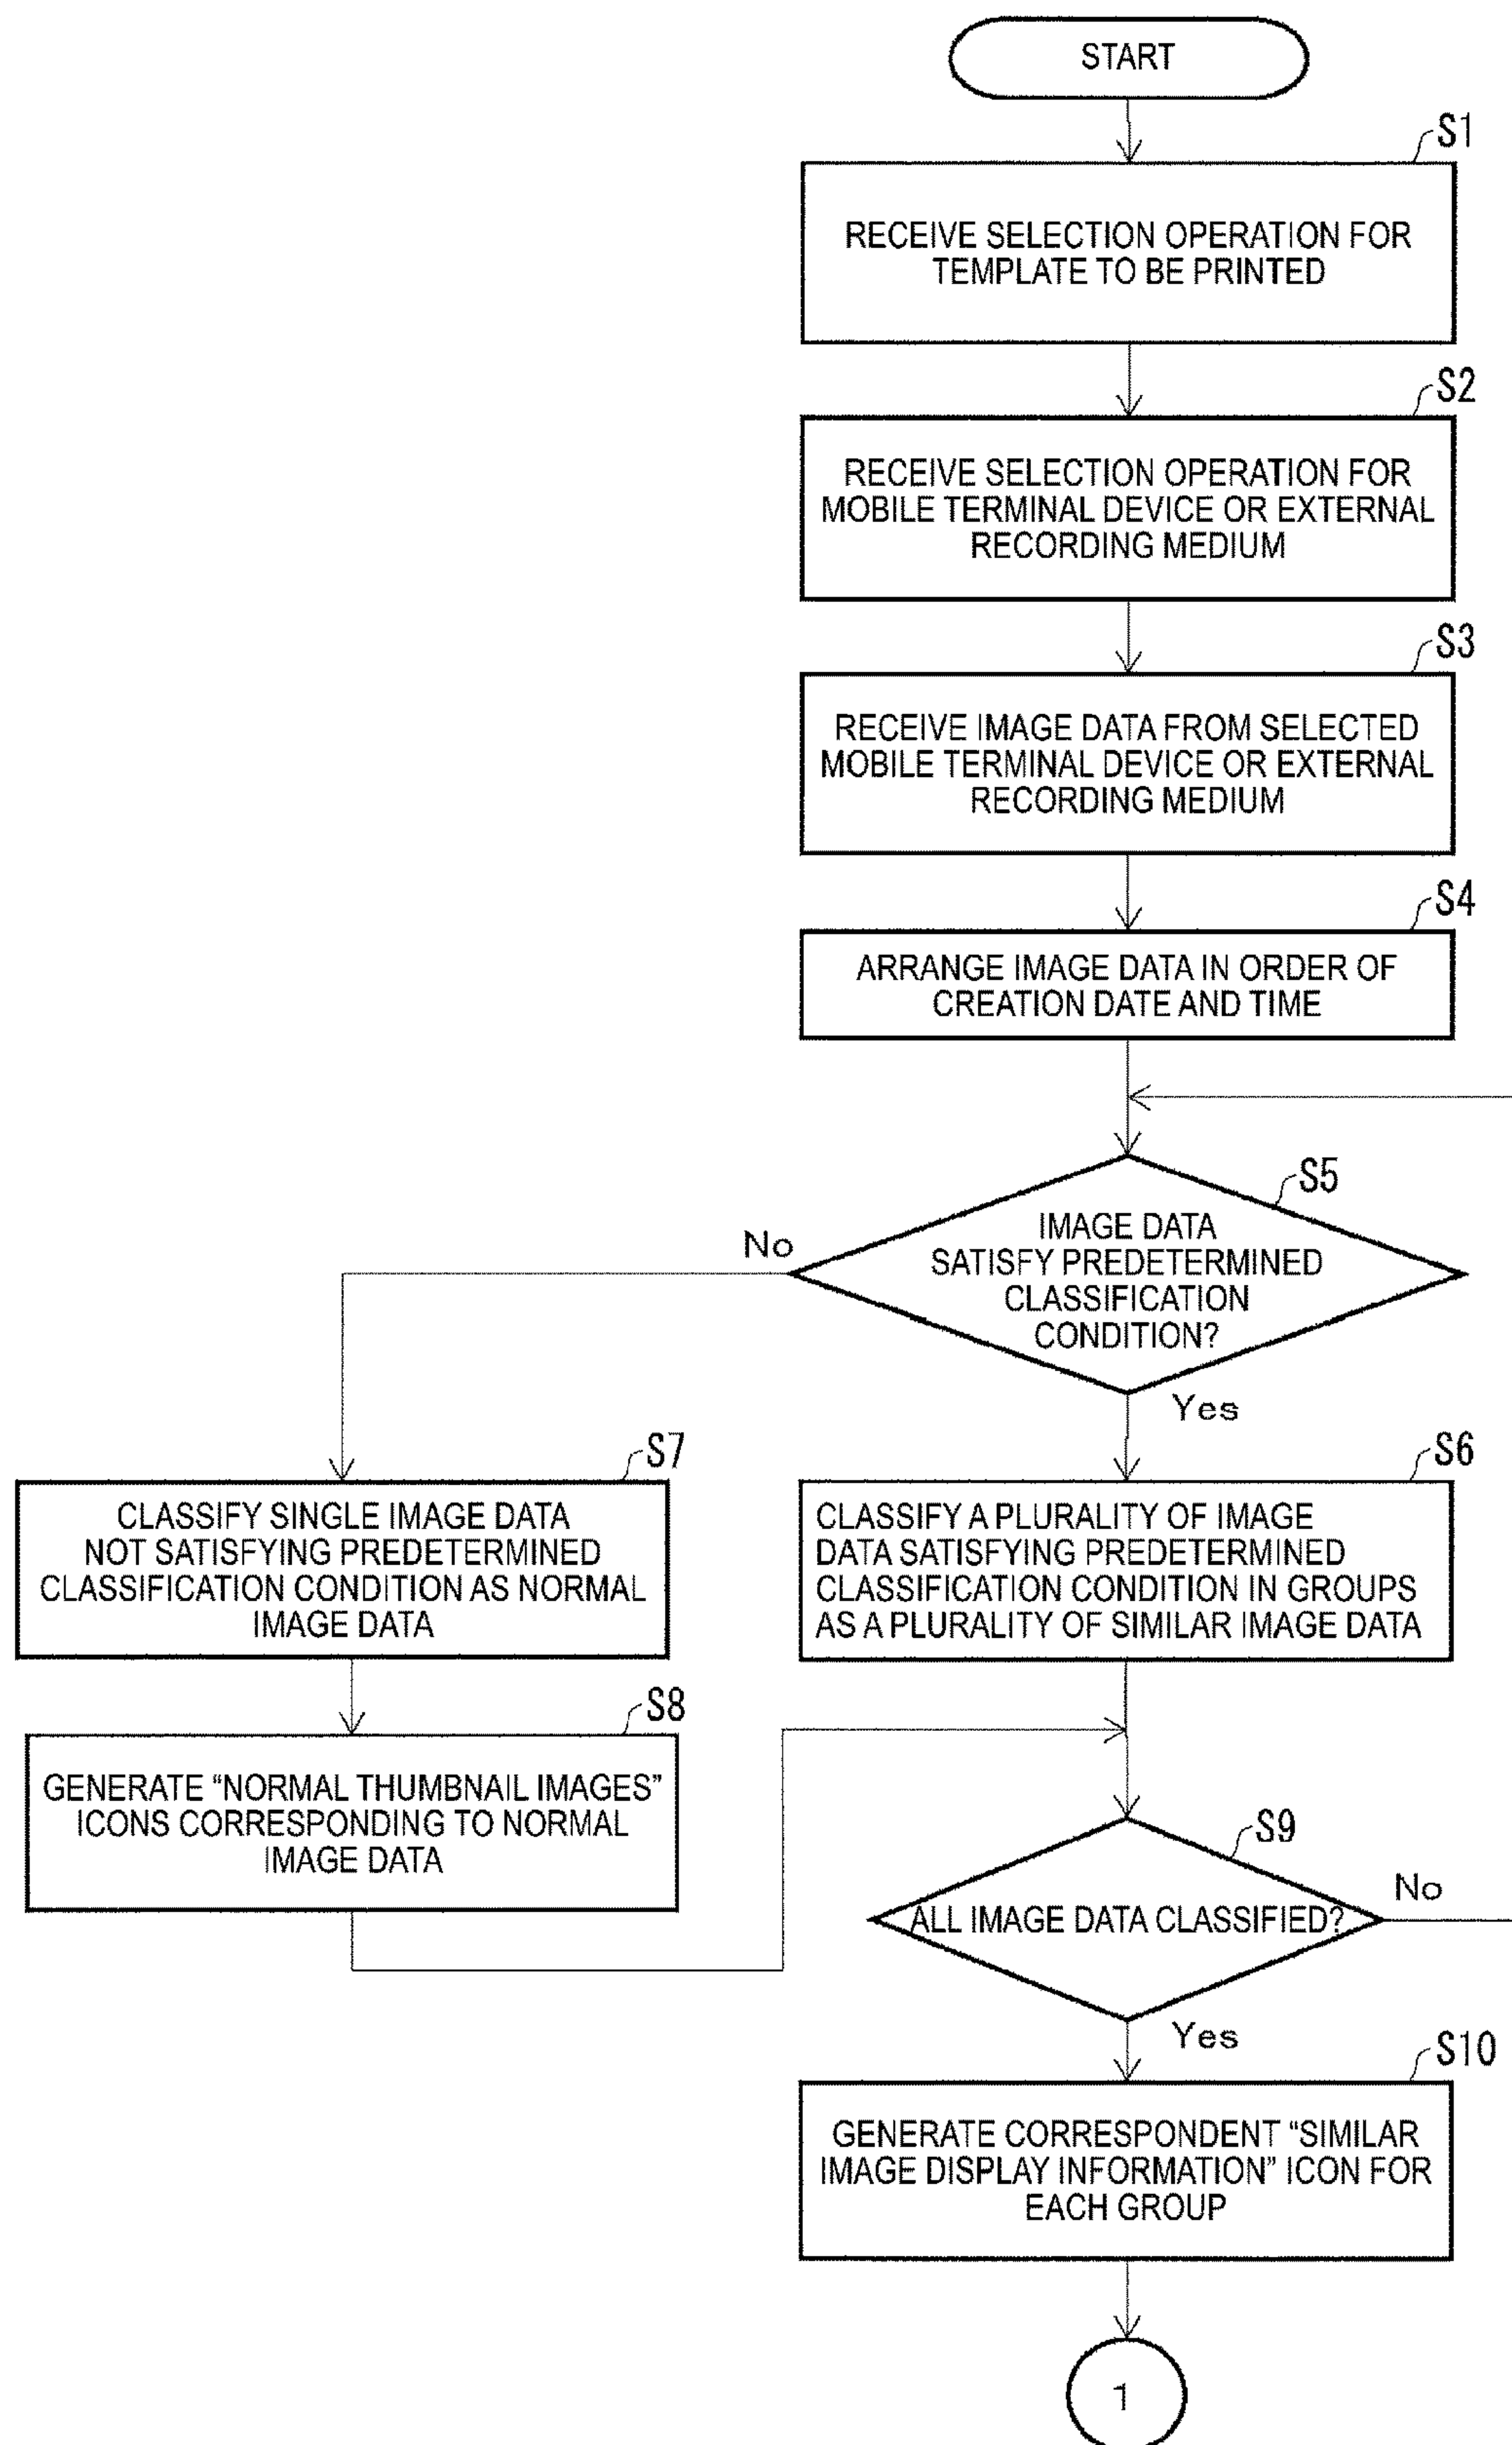 START
S1
RECEIVE SELECTION OPERATION FOR
TEMPLATE TO BE PRINTED
S2
RECEIVE SELECTION OPERATION FOR
MOBILE TERMINAL DEVICE OR EXTERNAL
RECORDING MEDIUM
S3
RECEIVE IMAGE DATA FROM SELECTED
MOBILE TERMINAL DEVICE OR EXTERNAL
RECORDING MEDIUM
S4
ARRANGE IMAGE DATA IN ORDER OF
CREATION DATE AND TIME
S5
IMAGE DATA
SATISFY PREDETERMINED
CLASSIFICATION
CONDITION?
No
Yes
S7
CLASSIFY SINGLE IMAGE DATA
NOT SATISFYING PREDETERMINED
CLASSIFICATION CONDITION AS NORMAL
IMAGE DATA
S6
CLASSIFY A PLURALITY OF IMAGE
DATA SATISFYING PREDETERMINED
CLASSIFICATION CONDITION IN GROUPS
AS A PLURALITY OF SIMILAR IMAGE DATA
S8
GENERATE “NORMAL THUMBNAIL IMAGES”
ICONS CORRESPONDING TO NORMAL
IMAGE DATA
S9
ALL IMAGE DATA CLASSIFIED?
No
Yes
S10
GENERATE CORRESPONDENT “SIMILAR
IMAGE DISPLAY INFORMATION” ICON FOR
EACH GROUP
1